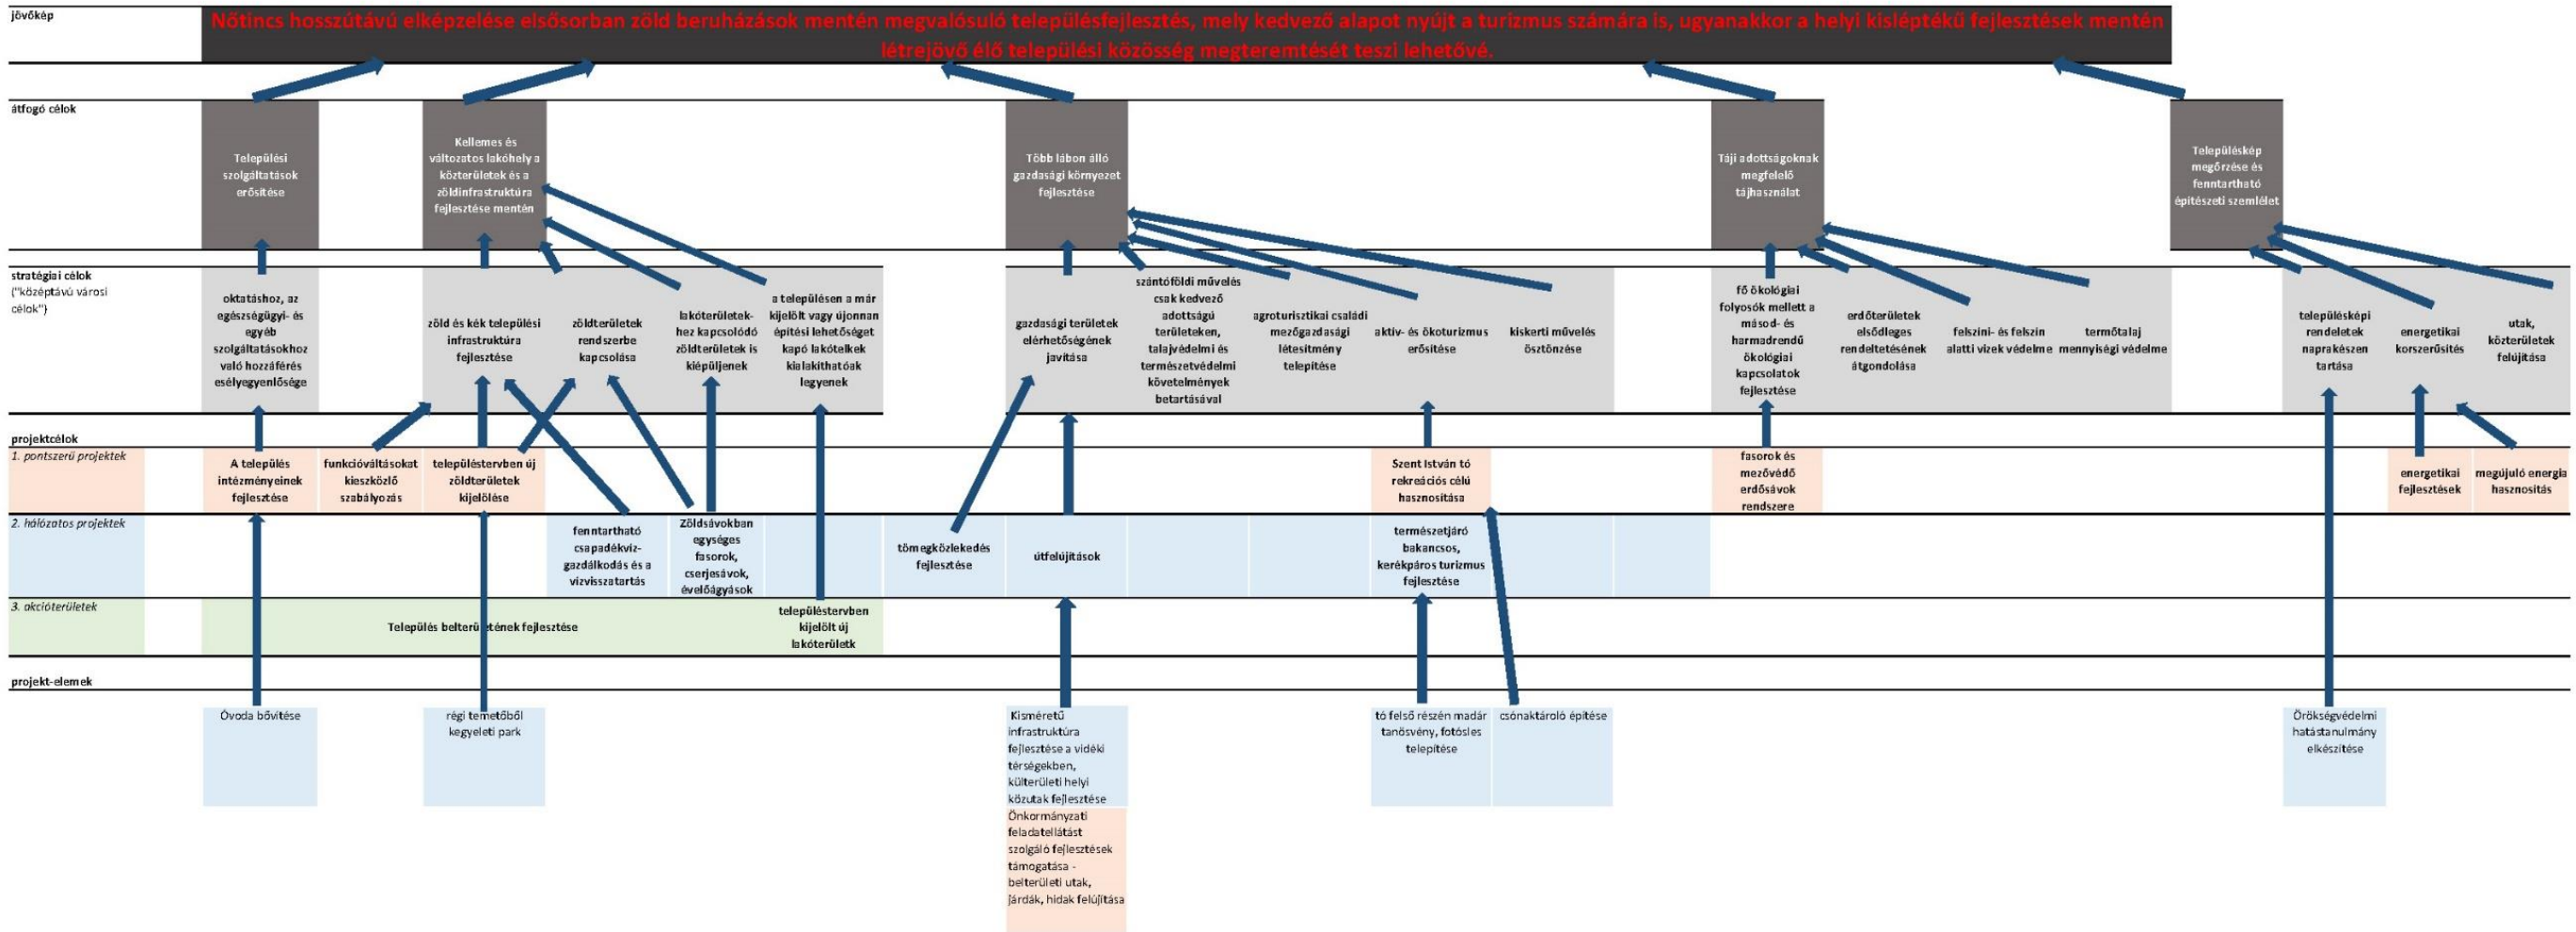 jövőkép
Nőtincs hosszútávú elképzelése elsősorban zöld beruházások mentén megvalósuló településfejlesztés, mely kedvező alapot nyújt a turizmus számára is, ugyanakkor a helyi kisléptékű fejlesztések mentén
létrejövő élő települési közösség megteremtését teszi lehetővé.
átfogó célok
Települési
szolgáltatások
erősítése
Kellemes és
változatos lakóhely a
közterületek és a
zöldinfrastruktúra
fejlesztése mentén
Több lábon álló
gazdasági környezet
fejlesztése
Táji adottságoknak
megfelelő
tájhasználat
Településkép
megőrzése és
fenntartható
építészeti szemlélet
stratégiai célok
("középtávú városi
célok")
oktatáshoz, az
egészségügyi- és
egyéb
szolgáltatásokhoz
való hozzáférés
esélyegyenlősége
zöld és kék települési
infrastruktúra
fejlesztése
zöldterületek
rendszerbe
kapcsolása
lakóterületek-
hez kapcsolódó
zöldterületek is
kiépüljenek
a településen a már
kijelölt vagy újonnan
építési lehetőséget
kapó lakótelkek
kialakíthatóak
legyenek
gazdasági területek
elérhetőségének
javítása
szántóföldi művelés
csak kedvező
adottságú
területeken,
talajvédelmi és
természetvédelmi
követelmények
betartásával
agroturisztikai családi
mezőgazdasági
létesítmény
telepítése
aktív- és ökoturizmus
erősítése
kiskerti művelés
ösztönzése
fő ökológiai
folyosók mellett a
másod- és
harmadrendű
ökológiai
kapcsolatok
fejlesztése
erdőterületek
elsődleges
rendeltetésének
átgondolása
felszíni- és felszín
alatti vizek védelme
termőtalaj
mennyiségi védelme
településképi
rendeletek
naprakészen
tartása
energetikai
korszerűsítés
utak,
közterületek
felújítása
projektcélok
1. pontszerű projektek
A település
intézményeinek
fejlesztése
funkcióváltásokat
kieszközlő
szabályozás
településtervben új
zöldterületek
kijelölése
Szent István tó
rekreációs célú
hasznosítása
fasorok és
mezővédő
erdősávok
rendszere
energetikai
fejlesztések
megújuló energia
hasznosítás
2. hálózatos projektek
fenntartható
csapadékvíz-
gazdálkodás és a
vízvisszatartás
Zöldsávokban
egységes
fasorok,
cserjesávok,
évelőágyások
tömegközlekedés
fejlesztése
útfelújítások
természetjáró
bakancsos,
kerékpáros turizmus
fejlesztése
3. akcióterületek
Település belterületének fejlesztése
településtervben
kijelölt új
lakóterületk
projekt-elemek
Óvoda bővítése
régi temetőből
kegyeleti park
Kisméretű
infrastruktúra
fejlesztése a vidéki
térségekben,
külterületi helyi
közutak fejlesztése
Önkormányzati
feladatellátást
szolgáló fejlesztések
támogatása -
belterületi utak,
járdák, hidak felújítása
tó felső részén madár
tanösvény, fotósles
telepítése
csónaktároló építése
Örökségvédelmi
hatástanulmány
elkészítése